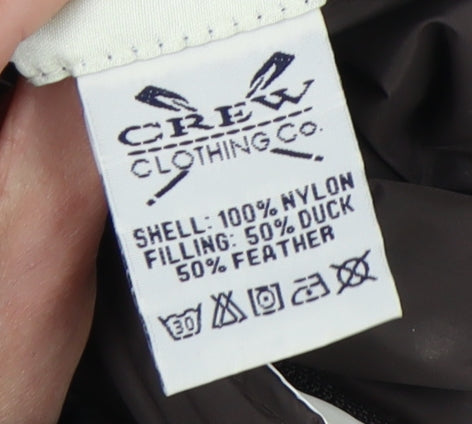 CREW
CLOTHING Co.
SHELL: 100% NYLON
FILLING: 50% DUCK
50% FEATHER
30